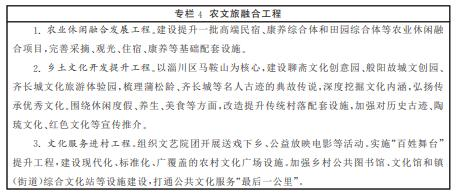 专栏 4 农文旅融合工程
1. 农业休闲融合发展工程。建设提升一批高端民宿、康养综合体和田园综合体等农业休闲融
合项目,完善采摘、观光、住宿、康养等基础配套设施。
2. 乡土文化开发提升工程。以淄川区马鞍山为核心,建设聊斋文化创意园、般阳故城文创园、
齐长城文化旅游体验园,梳理蒲松龄、齐长城等名人古迹的典故传说,深度挖掘文化内涵,弘扬传
承优秀文化。围绕休闲度假、养生、美食等方面,改造提升传统村落配套设施,加强对历史古迹、陶
琉文化、红色文化等宣传推介。
3. 文化服务进村工程。组织文艺院团开展送戏下乡、公益放映电影等活动。实施“百姓舞台”
提升工程,建设现代化、标准化、广覆盖的农村文化广场设施。加强乡村公共图书馆、文化馆和镇
(街道)综合文化站等设施建设,打通公共文化服务“最后一公里”。